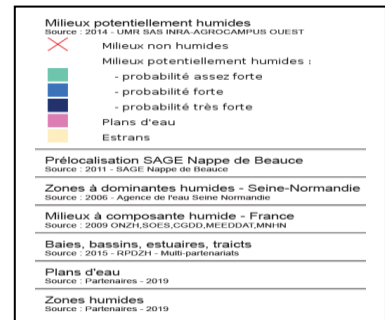 Milieux potentiellement humides
Source : 2014 - UMR SAS INRA-AGROCAMPUS OUEST
Milieux non humides
Milieux potentiellement humides :
- probabilité assez forte
- probabilité forte
- probabilité très forte
Plans d'eau
Estrans
Prélocalisation SAGE Nappe de Beauce
Source : 2011 - SAGE Nappe de Beauce
Zones à dominantes humides - Seine-Normandie
Source : 2006 - Agence de l'eau Seine Normandie
Milieux à composante humide - France
Source : 2009 ONZH,SOES,CGDD,MEEDDAT,MNHN
Baies, bassins, estuaires, traicts
Source : 2015 - RPDZH - Multi-partenariats
Plans d'eau
Source : Partenaires - 2019
Zones humides
Source : Partenaires - 2019